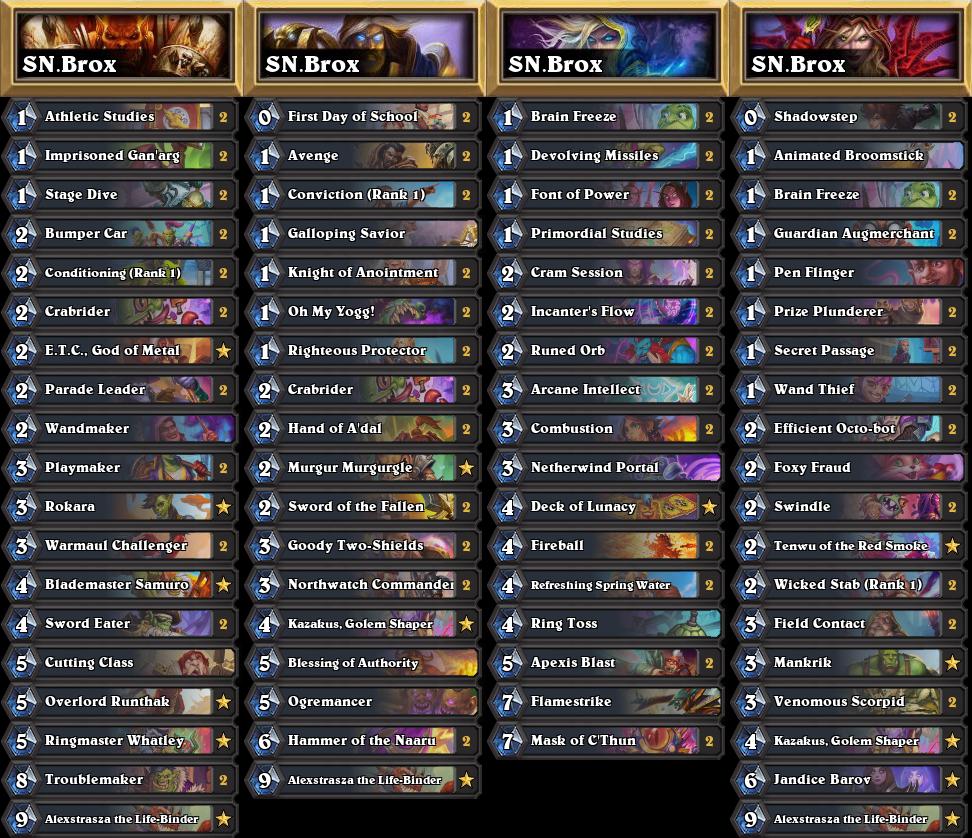 SN.Brox
1 Athletic Studies 2
1 Imprisoned Gan'arg 2
1 Stage Dive 2
2 Bumper Car 2
2 Conditioning (Rank 1) 2
2 Crabrider 2
2 E.T.C., God of Metal
2 Parade Leader 2
2 Wandmaker
3 Playmaker 2
3 Rokara
3 Warmaul Challenger 2
4 Blademaster Samuro
4 Sword Eater 2
5 Cutting Class
5 Overlord Runthak
5 Ringmaster Whatley
8 Troublemaker 2
9 Alexstrasza the Life-Binder
SN.Brox
0 First Day of School 2
1 Avenge 2
1 Conviction (Rank 1) 2
1 Galloping Savior
1 Knight of Anointment 2
1 Oh My Yogg! 2
1 Righteous Protector 2
2 Crabrider 2
2 Hand of A'dal 2
2 Murgur Murgurgle
2 Sword of the Fallen 2
3 Goody Two-Shields 2
3 Northwatch Commander 2
4 Kazakus, Golem Shaper
5 Blessing of Authority
5 Ogremancer
6 Hammer of the Naaru 2
9 Alexstrasza the Life-Binder
SN.Brox
1 Brain Freeze 2
1 Devolving Missiles 2
1 Font of Power 2
1 Primordial Studies 2
2 Cram Session 2
2 Incanter's Flow 2
2 Runed Orb 2
3 Arcane Intellect 2
3 Combustion 2
3 Netherwind Portal
4 Deck of Lunacy
4 Fireball 2
4 Refreshing Spring Water 2
4 Ring Toss
5 Apexis Blast 2
7 Flamestrike
7 Mask of C'Thun 2
SN.Brox
0 Shadowstep 2
1 Animated Broomstick
1 Brain Freeze 2
1 Guardian Augmerchant 2
1 Pen Flinger
1 Prize Plunderer 2
1 Secret Passage 2
1 Wand Thief 2
2 Efficient Octo-bot 2
2 Foxy Fraud
2 Swindle 2
2 Tenwu of the Red Smoke
2 Wicked Stab (Rank 1) 2
3 Field Contact 2
3 Mankrik
3 Venomous Scorpid 2
4 Kazakus, Golem Shaper
6 Jandice Barov
9 Alexstrasza the Life-Binder